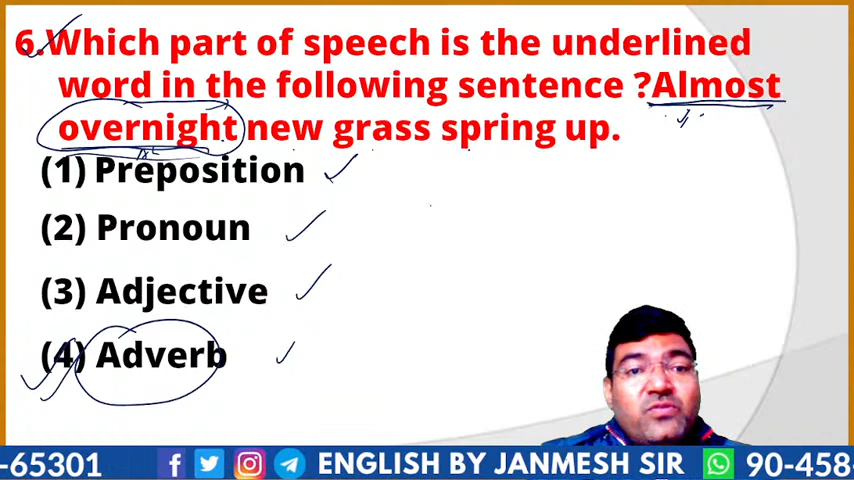 6.Which part of speech is the underlined
word in the following sentence ?Almost
overnight new grass spring up.
(1) Preposition
(2) Pronoun
(3) Adjective
(4) Adverb
-65301 ENGLISH BY JANMESH SIR 90-458